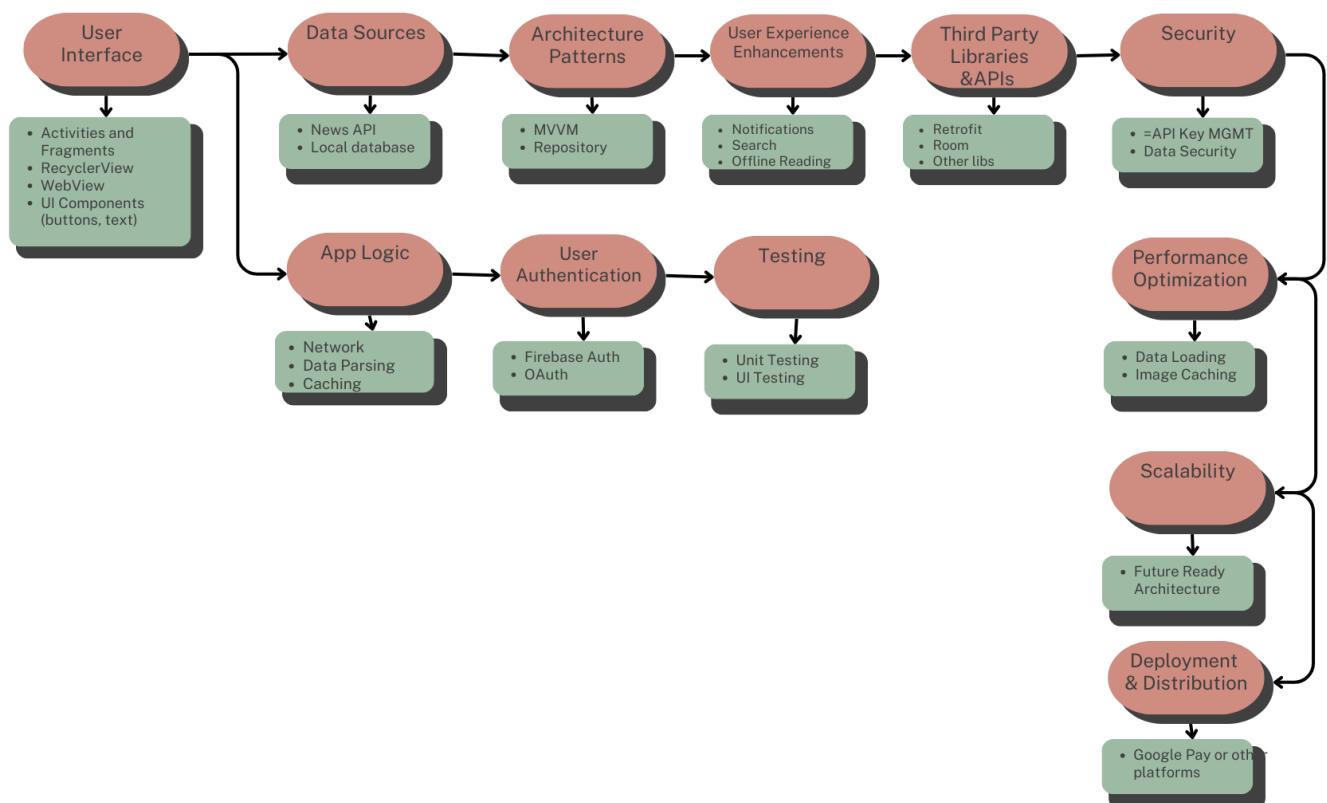 User
Interface
Data Sources
Architecture
Patterns
User Experience
Enhancements
Third Party
Libraries
&APIs
Security
• Activities and
Fragments
• RecyclerView
• WebView
• UI Components
(buttons, text)
• News API
• Local database
• MVVM
• Repository
• Notifications
• Search
• Offline Reading
• Retrofit
• Room
• Other libs
• =API Key MGMT
• Data Security
App Logic
User
Authentication
Testing
Performance
Optimization
• Network
• Data Parsing
• Caching
• Firebase Auth
• OAuth
• Unit Testing
• UI Testing
• Data Loading
• Image Caching
Scalability
• Future Ready
Architecture
Deployment
& Distribution
• Google Pay or other
platforms